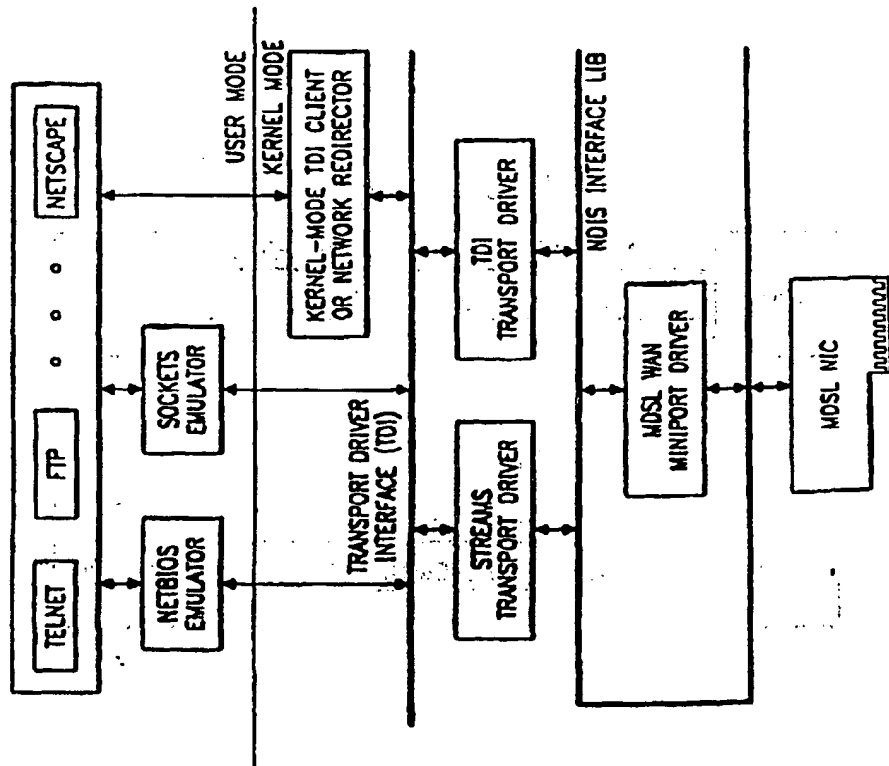 TELNET
FTP
NETSCAPE
NETBIOS
EMULATOR
SOCKETS
EMULATOR
USER MODE
KERNEL MODE
KERNEL-MODE TDI CLIENT
OR NETWORK REDIRECTOR
TRANSPORT DRIVER
INTERFACE (TDI)
STREAMS
TRANSPORT DRIVER
TDI
TRANSPORT DRIVER
NDIS INTERFACE LIB
MDSL WAN
MINIPORT DRIVER
MDSL NIC